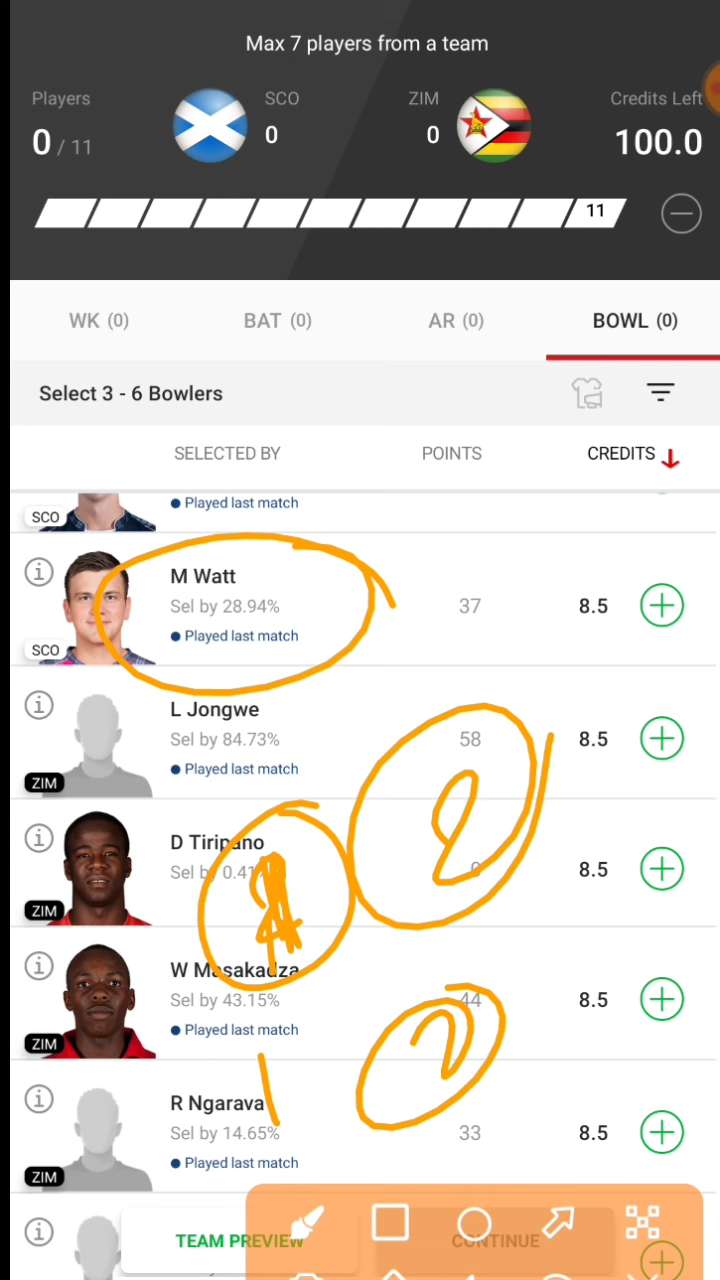 Max 7 players from a team
Players SCO ZIM Credits Left
0 / 11 0 0 100.0
11
WK (0) BAT (0) AR (0) BOWL (0)
Select 3 - 6 Bowlers
SELECTED BY POINTS CREDITS
SCO Played last match
M Watt
Sel by 28.94% 37 8.5
Played last match
SCO
L Jongwe
Sel by 84.73% 58 8.5
Played last match
ZIM
D Tiripano
Sel by 0.41 8.5
ZIM
W Masakadza
Sel by 43.15% 44 8.5
Played last match
ZIM
R Ngarava
Sel by 14.65% 33 8.5
Played last match
ZIM
TEAM PREVIEW CONTINUE